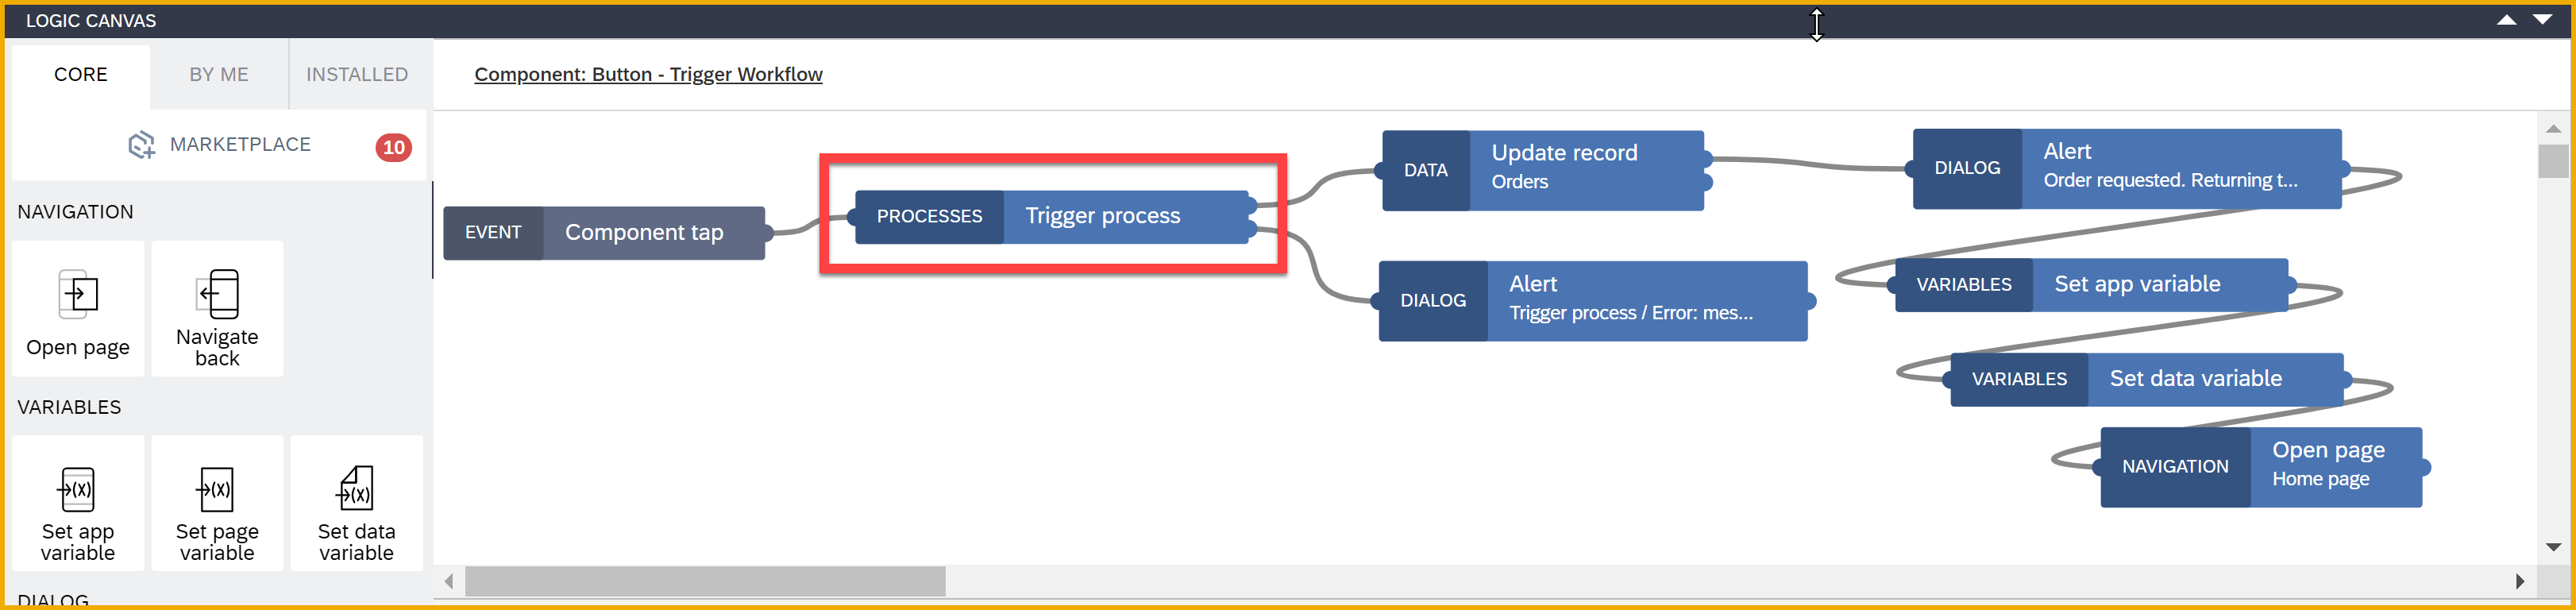 LOGIC CANVAS
CORE
BY ME
INSTALLED
MARKETPLACE
10
NAVIGATION
Open page
Navigate
back
VARIABLES
Set app
variable
Set page
variable
Set data
variable
DIALOG
Component: Button - Trigger Workflow
EVENT
Component tap
PROCESSES
Trigger process
DATA
Update record
Orders
DIALOG
Alert
Trigger process / Error: mes...
DIALOG
Alert
Order requested. Returning t...
VARIABLES
Set app variable
VARIABLES
Set data variable
NAVIGATION
Open page
Home page